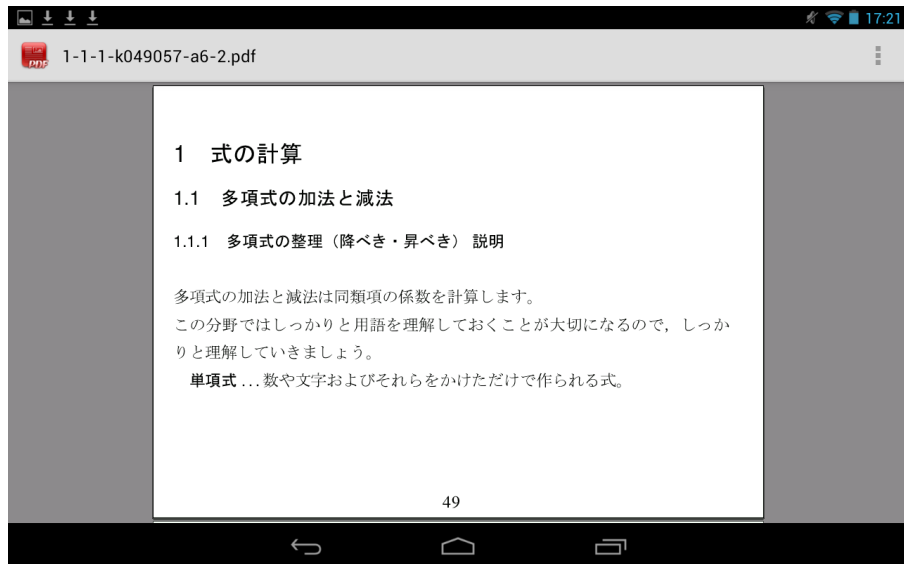 17:21
PDF
1-1-1-k049057-a6-2.pdf
1 式の計算
1.1 多項式の加法と減法
1.1.1 多項式の整理（降べき・昇べき） 説明
多項式の加法と減法は同類項の係数を計算します。
この分野ではしっかりと用語を理解しておくことが大切になるので，しっか
りと理解していきましょう。
単項式 ... 数や文字およびそれらをかけただけで作られる式。
49